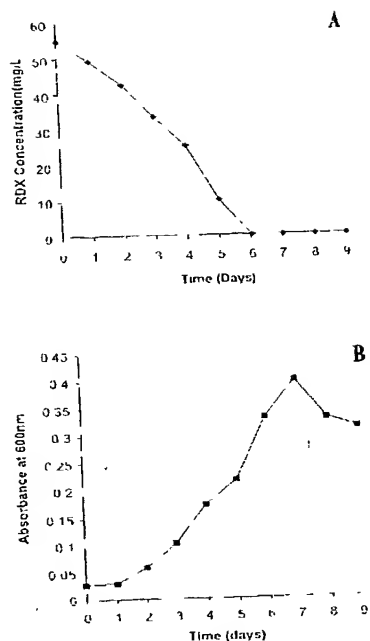 A
60
50
40
30
20
10
0
RDX Concentration(mg/L
0 1 2 3 4 5 6 7 8 9
Time (Days)
B
0.45
0.4
0.35
0.3
0.25
0.2
0.15
0.1
0.05
0
Absorbance at 600nm
0 1 2 3 4 5 6 7 8 9
Time (days)